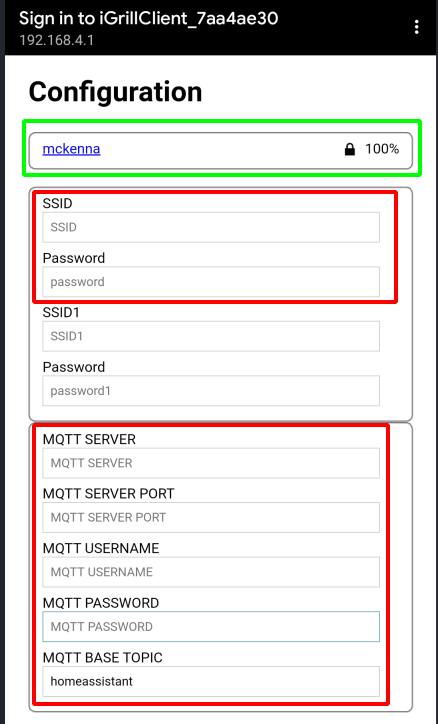 Sign in to iGrillClient_7aa4ae30
192.168.4.1
Configuration
mckenna 100%
SSID
SSID
Password
password
SSID1
SSID1
Password
password1
MQTT SERVER
MQTT SERVER
MQTT SERVER PORT
MQTT SERVER PORT
MQTT USERNAME
MQTT USERNAME
MQTT PASSWORD
MQTT PASSWORD
MQTT BASE TOPIC
homeassistant